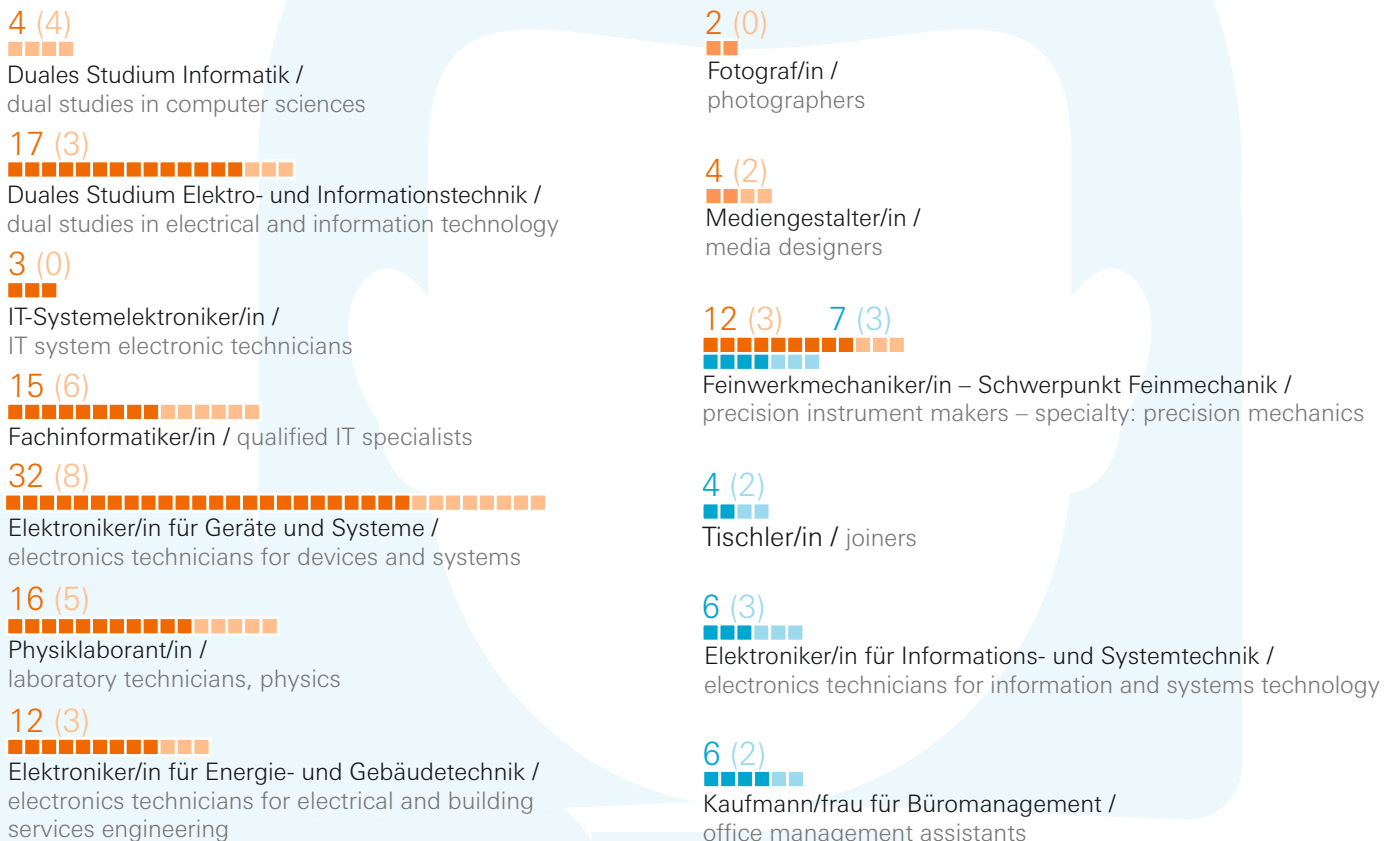 4 (4)
Duales Studium Informatik /
dual studies in computer sciences
17 (3)
Duales Studium Elektro- und Informationstechnik /
dual studies in electrical and information technology
3 (0)
IT-Systemelektroniker/in /
IT system electronic technicians
15 (6)
Fachinformatiker/in / qualified IT specialists
32 (8)
Elektroniker/in für Geräte und Systeme /
electronics technicians for devices and systems
16 (5)
Physiklaborant/in /
laboratory technicians, physics
12 (3)
Elektroniker/in für Energie- und Gebäudetechnik /
electronics technicians for electrical and building
services engineering
2 (0)
Fotograf/in /
photographers
4 (2)
Mediengestalter/in /
media designers
12 (3) 7 (3)
Feinwerkmechaniker/in – Schwerpunkt Feinmechanik /
precision instrument makers – specialty: precision mechanics
4 (2)
Tischler/in / joiners
6 (3)
Elektroniker/in für Informations- und Systemtechnik /
electronics technicians for information and systems technology
6 (2)
Kaufmann/frau für Büromanagement /
office management assistants